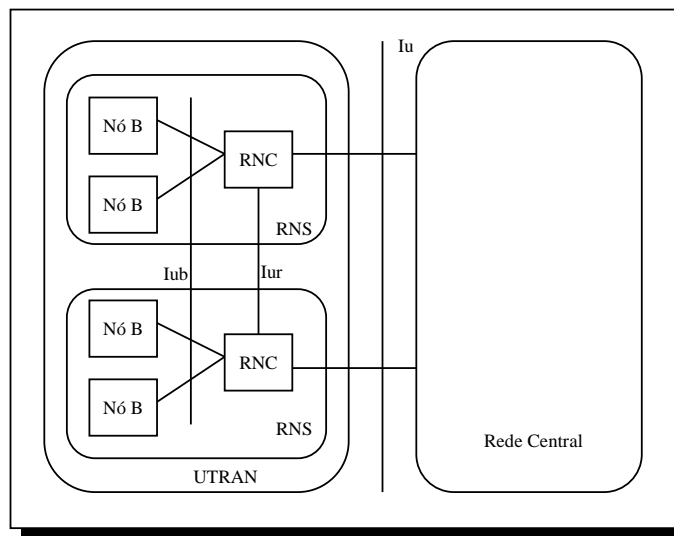 Iu
Nó B
RNC
Nó B
RNS
Iub
Iur
Nó B
RNC
Nó B
RNS
Rede Central
UTRAN